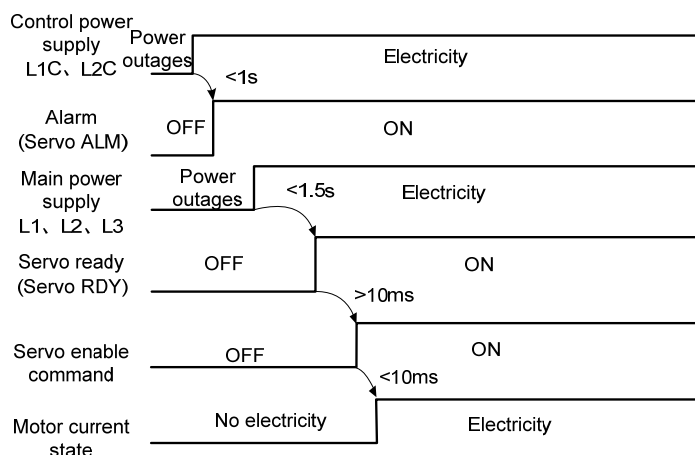 Control power
supply
L1C、L2C
Power
outages
Electricity
<1s
Alarm
(Servo ALM)
OFF
ON
Main power
supply
L1、L2、L3
Power
outages
<1.5s
Electricity
Servo ready
(Servo RDY)
OFF
ON
>10ms
Servo enable
command
OFF
ON
<10ms
Motor current
state
No electricity
Electricity